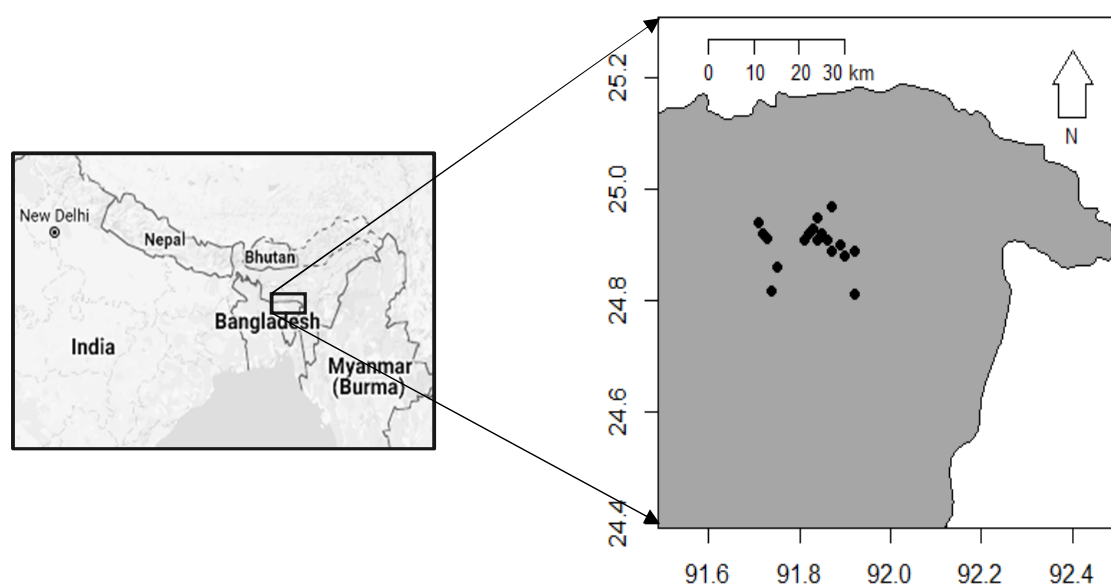 New Delhi
Nepal
Bhutan
Bangladesh
India
Myanmar
(Burma)
0 10 20 30 km
N
25.2
25.0
24.8
24.6
24.4
91.6 91.8 92.0 92.2 92.4